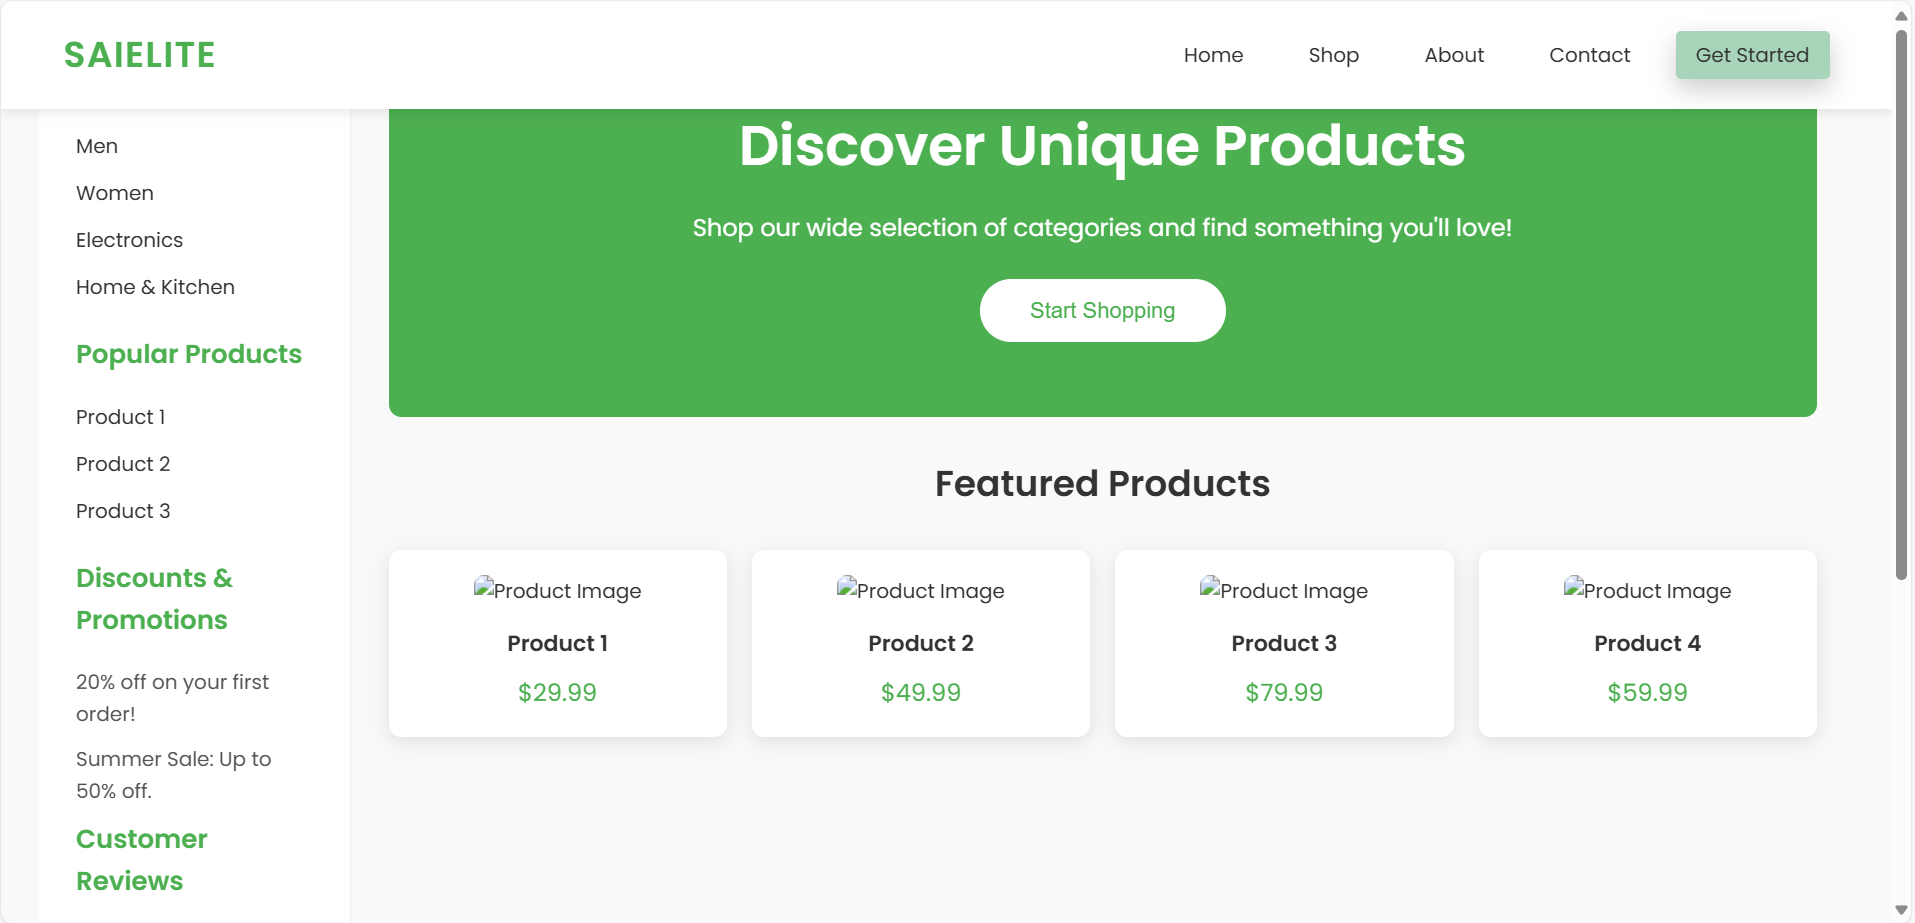 SAIELITE
Home
Shop
About
Contact
Get Started
Men
Women
Electronics
Home & Kitchen
Popular Products
Product 1
Product 2
Product 3
Discounts &
Promotions
20% off on your first
order!
Summer Sale: Up to
50% off.
Customer
Reviews
Discover Unique Products
Shop our wide selection of categories and find something you'll love!
Start Shopping
Featured Products
Product Image
Product 1
$29.99
Product Image
Product 2
$49.99
Product Image
Product 3
$79.99
Product Image
Product 4
$59.99